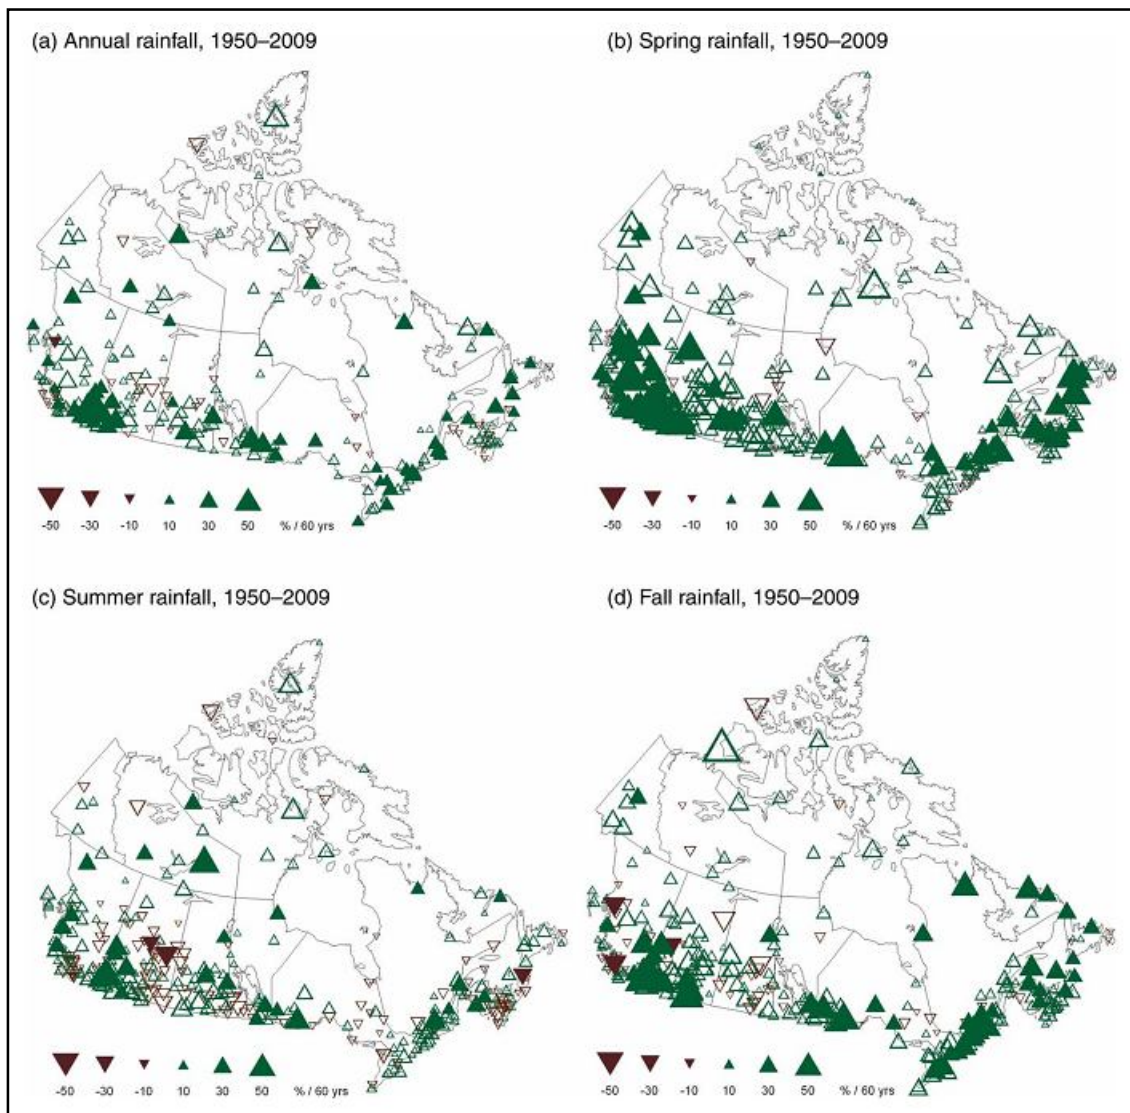 (a) Annual rainfall, 1950–2009
(b) Spring rainfall, 1950–2009
-50 -30 -10 10 30 50 % / 60 yrs
-50 -30 -10 10 30 50 % / 60 yrs
(c) Summer rainfall, 1950–2009
(d) Fall rainfall, 1950–2009
-50 -30 -10 10 30 50 % / 60 yrs
-50 -30 -10 10 30 50 % / 60 yrs